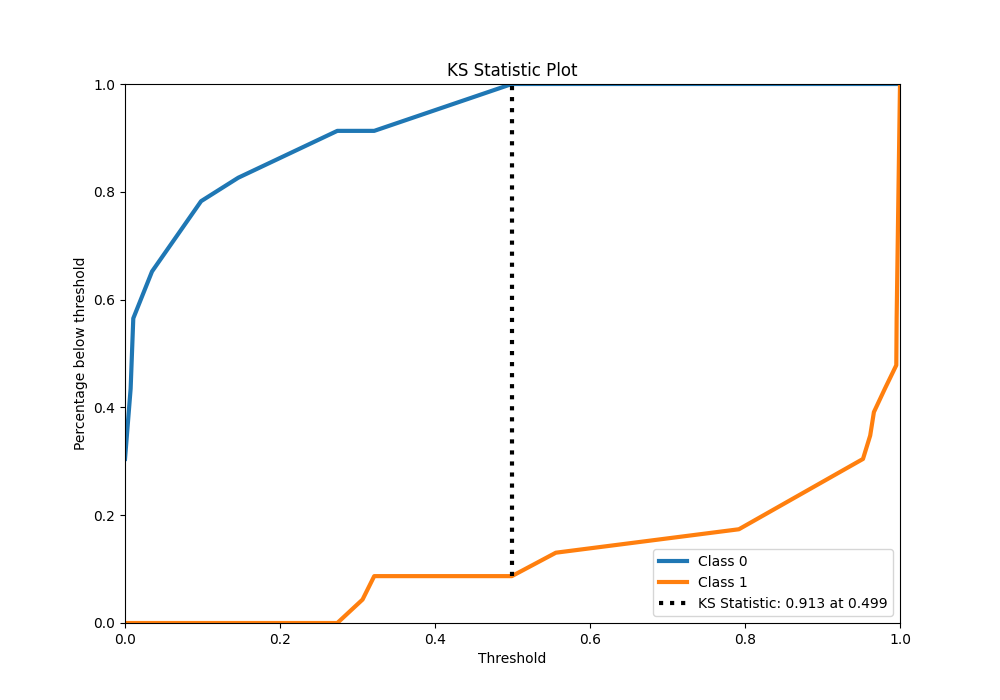 KS Statistic Plot
1.0
0.8
0.6
0.4
0.2
0.0
Percentage below threshold
0.0 0.2 0.4 0.6 0.8 1.0
Threshold
Class 0
Class 1
KS Statistic: 0.913 at 0.499